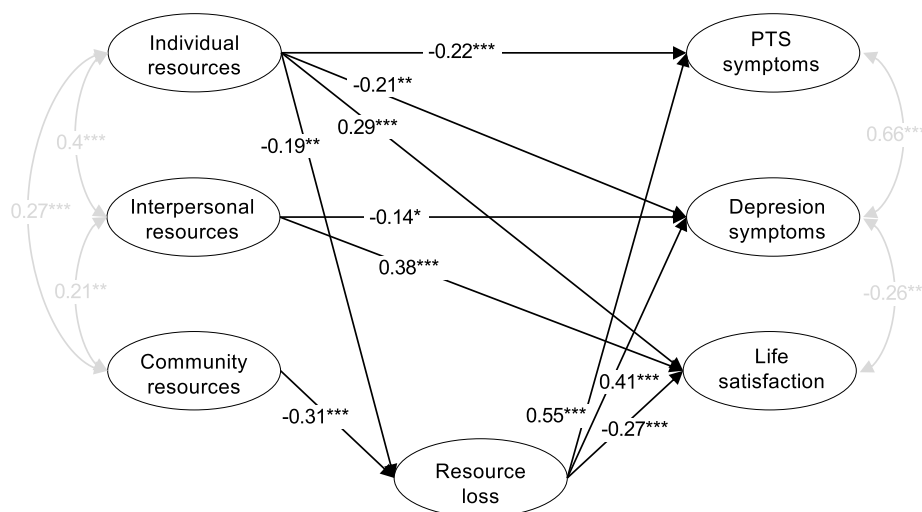 Individual
resources
PTS
symptoms
-0.22***
-0.21**
0.29***
-0.19**
0.4***
0.66***
0.27***
Interpersonal
resources
Depresion
symptoms
-0.14*
0.38***
0.21**
-0.26**
Community
resources
Life
satisfaction
-0.31***
0.41***
0.55***
-0.27***
Resource
loss